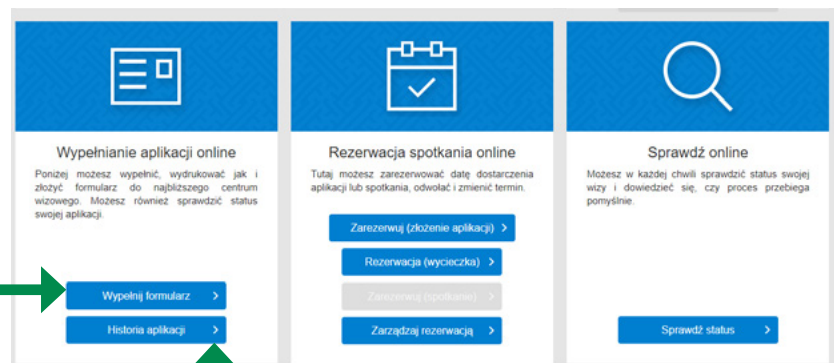 Wypełnianie aplikacji online
Poniżej możesz wypełnić, wydrukować jak i
złożyć formularz do najbliższego centrum
wizowego. Możesz również sprawdzić status
swojej aplikacji.
Wypełnij formularz
Historia aplikacji
Rezerwacja spotkania online
Tutaj możesz zarezerwować datę dostarczenia
aplikacji lub spotkania, odwołać i zmienić termin.
Zarezerwuj (złożenie aplikacji)
Rezerwacja (wycieczka)
Zarezerwuj (spotkanie)
Zarządzaj rezerwacją
Sprawdź online
Możesz w każdej chwili sprawdzić status swojej
wizy i dowiedzieć się, czy proces przebiega
pomyślnie.
Sprawdź status